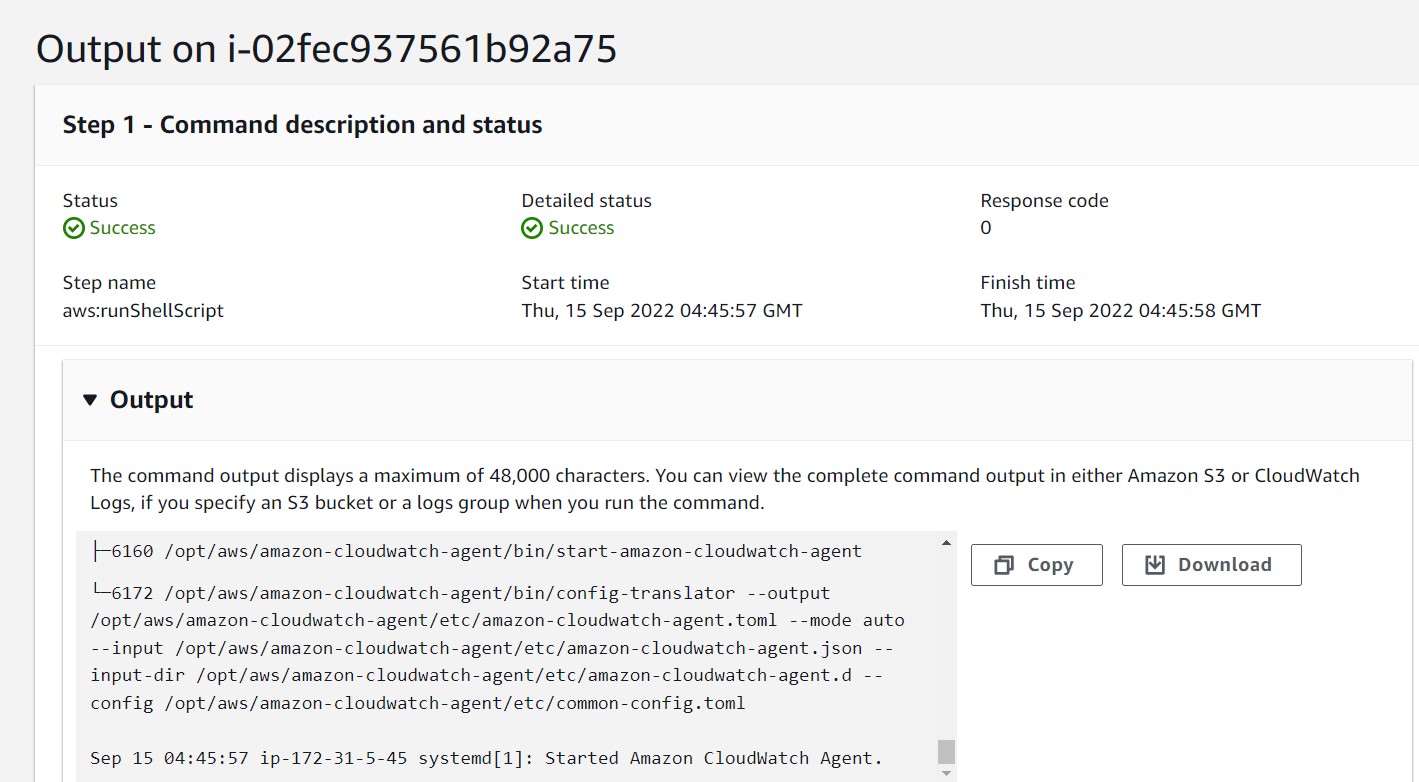 Output on i-02fec937561b92a75
Step 1 - Command description and status
Status
Detailed status
Response code
Success
Success
0
Step name
Start time
Finish time
aws:runShellScript
Thu, 15 Sep 2022 04:45:57 GMT
Thu, 15 Sep 2022 04:45:58 GMT
Output
The command output displays a maximum of 48,000 characters. You can view the complete command output in either Amazon S3 or CloudWatch
Logs, if you specify an S3 bucket or a logs group when you run the command.
├─6160 /opt/aws/amazon-cloudwatch-agent/bin/start-amazon-cloudwatch-agent
Copy
Download
└─6172 /opt/aws/amazon-cloudwatch-agent/bin/config-translator --output
/opt/aws/amazon-cloudwatch-agent/etc/amazon-cloudwatch-agent.toml --mode auto
--input /opt/aws/amazon-cloudwatch-agent/etc/amazon-cloudwatch-agent.json --
input-dir /opt/aws/amazon-cloudwatch-agent/etc/amazon-cloudwatch-agent.d --
config /opt/aws/amazon-cloudwatch-agent/etc/common-config.toml
Sep 15 04:45:57 ip-172-31-5-45 systemd[1]: Started Amazon CloudWatch Agent.